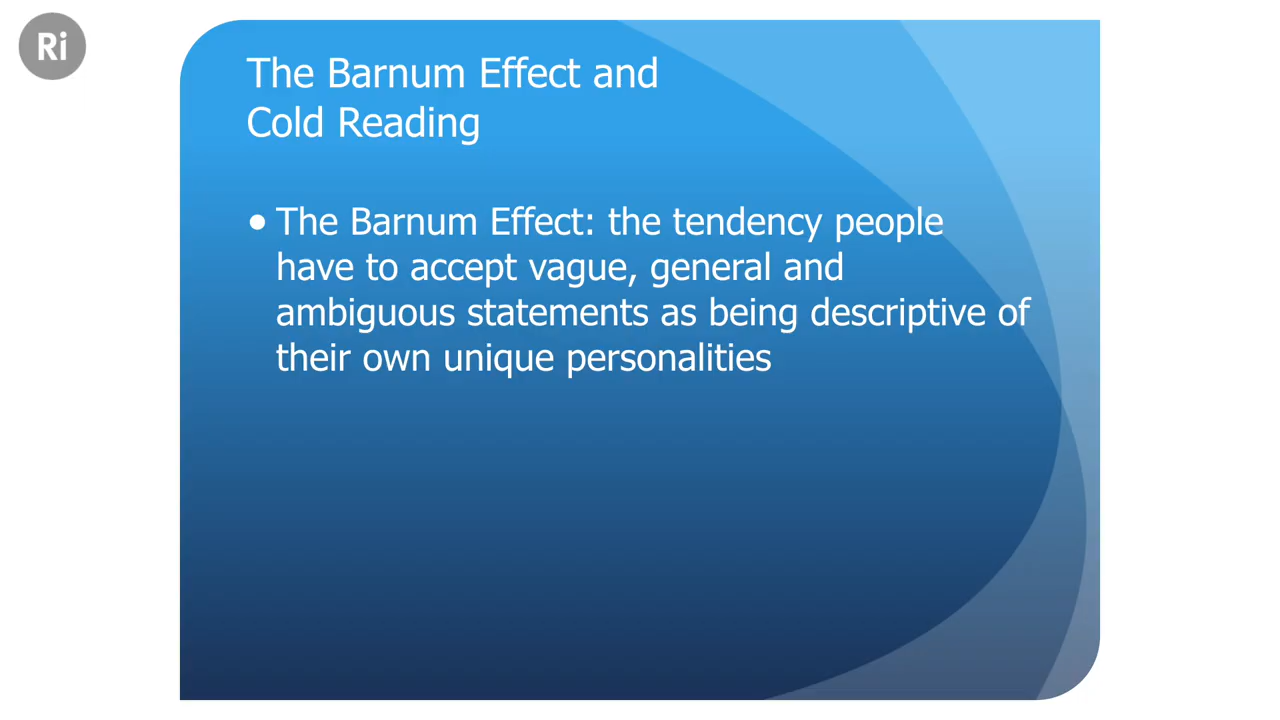 Ri
The Barnum Effect and
Cold Reading
• The Barnum Effect: the tendency people
have to accept vague, general and
ambiguous statements as being descriptive of
their own unique personalities